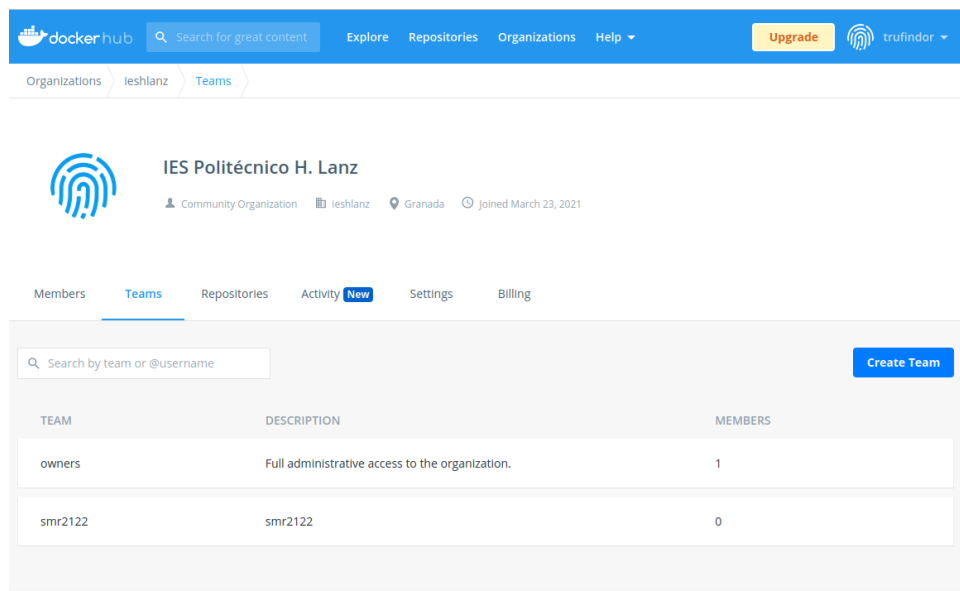 dockerhub Search for great content Explore Repositories Organizations Help Upgrade trufindor
Organizations ieshlanz Teams
IES Politécnico H. Lanz
Community Organization ieshlanz Granada Joined March 23, 2021
Members Teams Repositories Activity New Settings Billing
Search by team or @username Create Team
TEAM DESCRIPTION MEMBERS
owners Full administrative access to the organization. 1
smr2122 smr2122 0